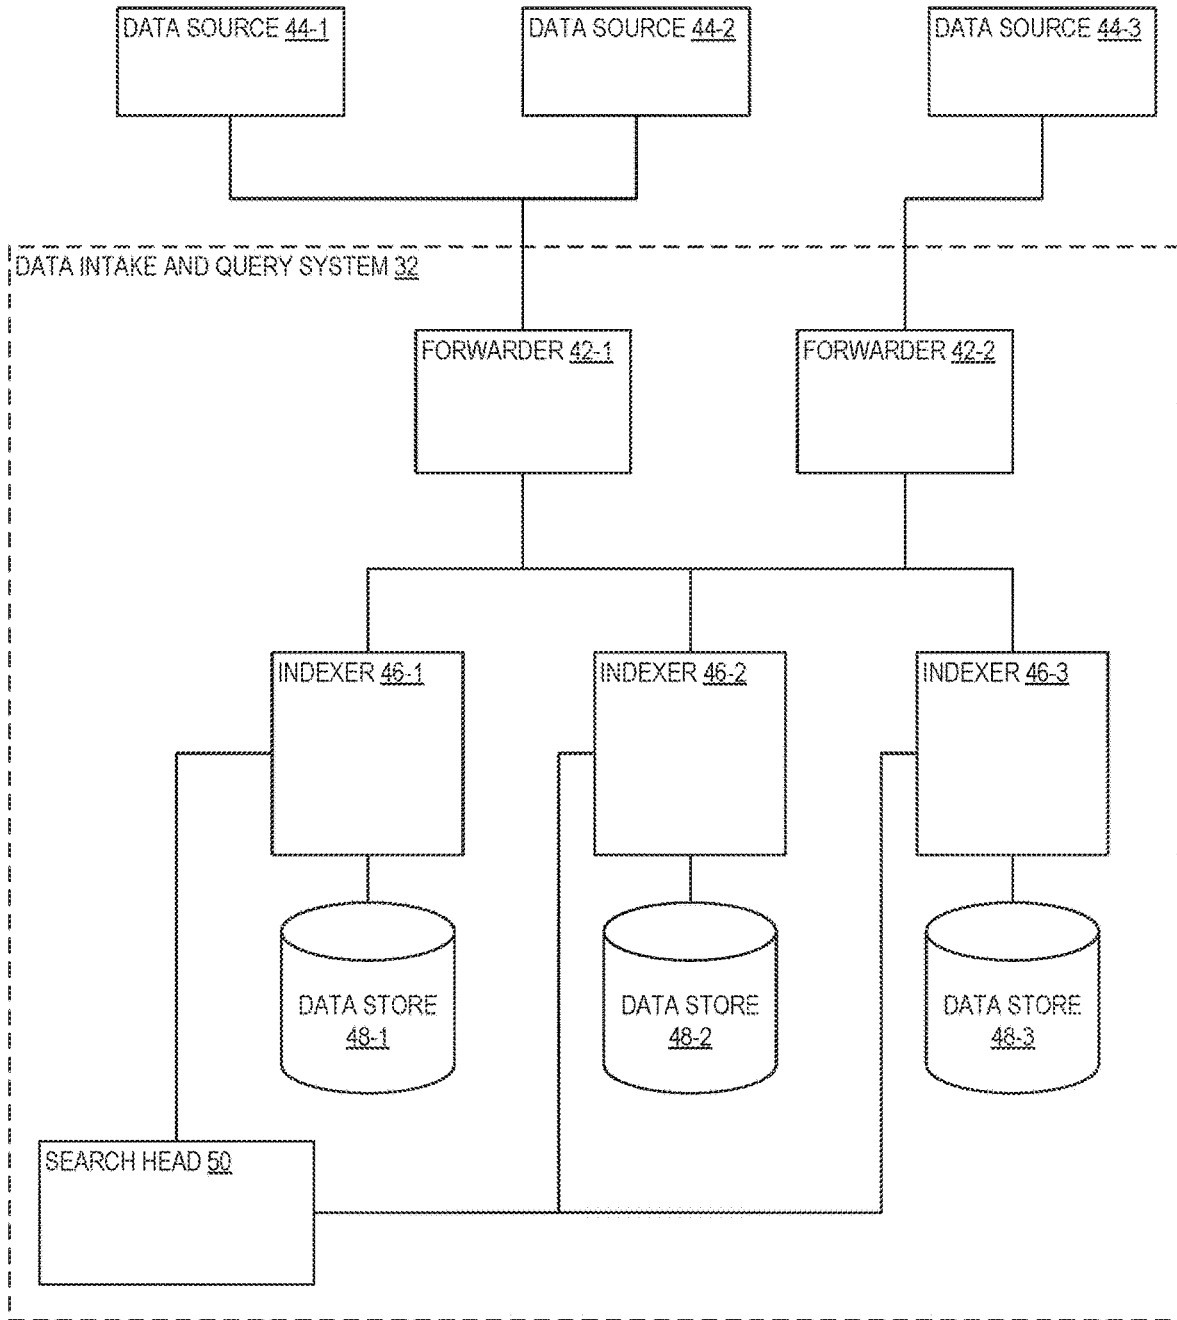 DATA SOURCE 44-1
DATA SOURCE 44-2
DATA SOURCE 44-3
DATA INTAKE AND QUERY SYSTEM 32
FORWARDER 42-1
FORWARDER 42-2
INDEXER 46-1
INDEXER 46-2
INDEXER 46-3
DATA STORE
48-1
DATA STORE
48-2
DATA STORE
48-3
SEARCH HEAD 50